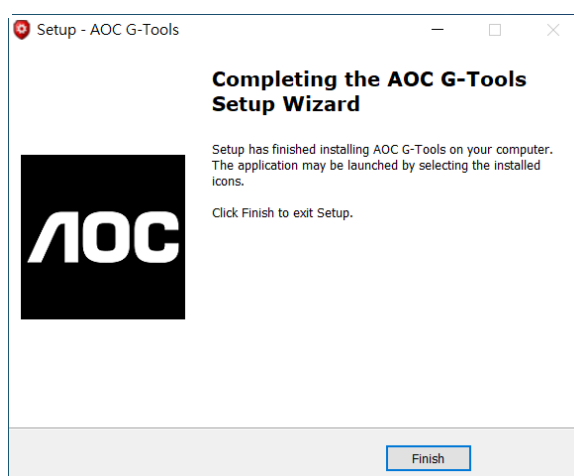 Setup - AOC G-Tools
Completing the AOC G-Tools
Setup Wizard
Setup has finished installing AOC G-Tools on your computer.
The application may be launched by selecting the installed
icons.
Click Finish to exit Setup.
AOC
Finish